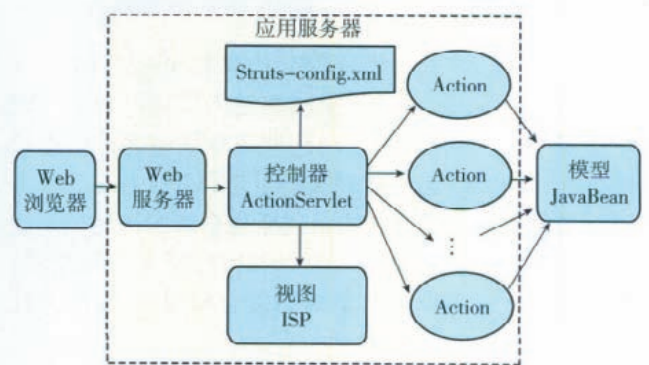 应用服务器
Struts-config.xml
Action
Web
浏览器
Web
服务器
控制器
ActionServlet
Action
模型
JavaBean
⋮
视图
ISP
Action